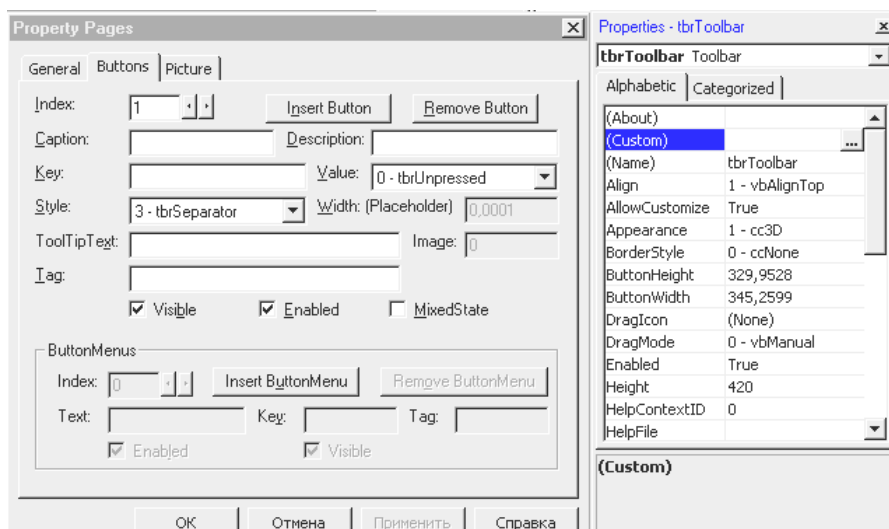 Property Pages
General Buttons Picture
Index: 1 Insert Button Remove Button
Caption: Description:
Key: Value: 0 - tbrUnpressed
Style: 3 - tbrSeparator Width: (Placeholder) 0,0001
ToolTipText: Image: 0
Tag:
Visible Enabled MixedState
ButtonMenus
Index: 0 Insert ButtonMenu Remove ButtonMenu
Text: Key: Tag:
Enabled Visible
OK Отмена Применить Справка
Properties - tbrToolbar
tbrToolbar Toolbar
Alphabetic Categorized
(About)
(Custom) ...
(Name) tbrToolbar
Align 1 - vbAlignTop
AllowCustomize True
Appearance 1 - cc3D
BorderStyle 0 - ccNone
ButtonHeight 329,9528
ButtonWidth 345,2599
DragIcon (None)
DragMode 0 - vbManual
Enabled True
Height 420
HelpContextID 0
HelpFile
(Custom)